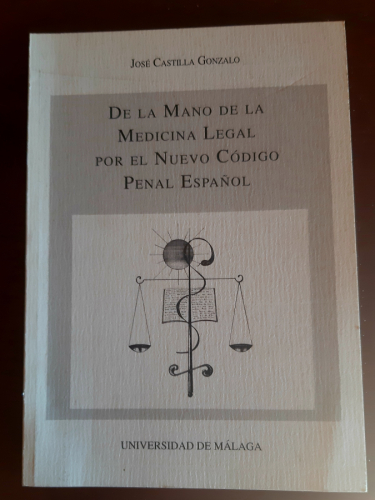 JOSÉ CASTILLA GONZALO
DE LA MANO DE LA
MEDICINA LEGAL
POR EL NUEVO CÓDIGO
PENAL ESPAÑOL
UNIVERSIDAD DE MÁLAGA